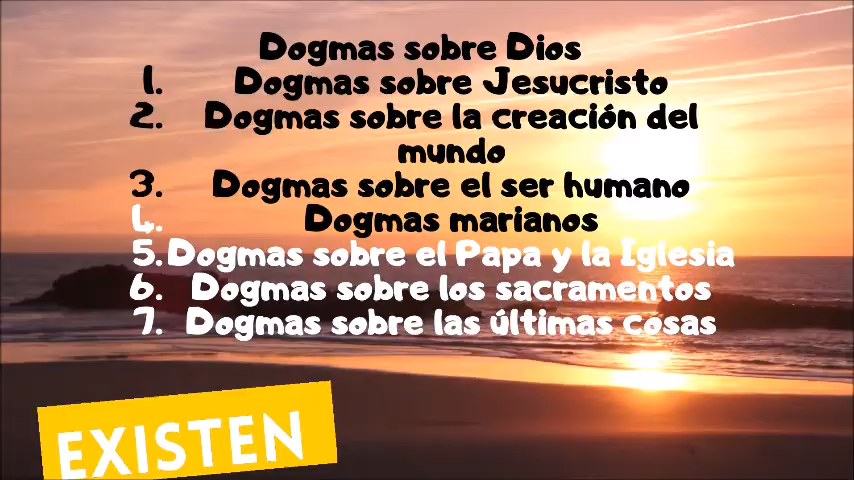 Dogmas sobre Dios
1. Dogmas sobre Jesucristo
2. Dogmas sobre la creación del
mundo
3. Dogmas sobre el ser humano
4. Dogmas marianos
5. Dogmas sobre el Papa y la Iglesia
6. Dogmas sobre los sacramentos
7. Dogmas sobre las últimas cosas
EXISTEN